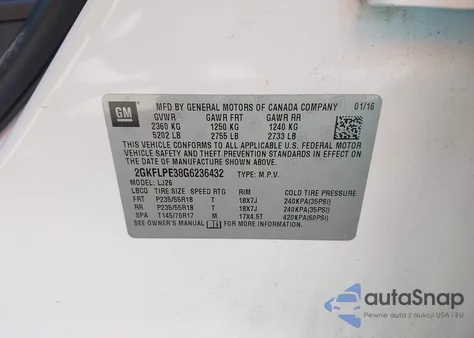 GM
MFD BY GENERAL MOTORS OF CANADA COMPANY 01/16
GVWR GAWR FR GAWR RR
2360 KG 1250 KG 1240 KG
5202 LB 2755 LB 2733 LB
THIS VEHICLE CONFORMS TO ALL APPLICABLE U.S. FEDERAL MOTOR
VEHICLE SAFETY, BUMPER, AND THEFT PREVENTION STANDARDS IN
EFFECT ON THE DATE OF MANUFACTURE SHOWN ABOVE.
2GKFLPE38G6236432 TYPE: M.P.V.
MODEL: LJ26
LBCQ TIRE SIZE SPEED RTG RIM COLD TIRE PRESSURE
FRT P235/55R18 T 18X7J 240KPA(35PSI)
RR P235/55R18 T 18X7J 240KPA(35PSI)
SPA T145/70R17 M 17X4.5T 420KPA(60PSI)
SEE OWNER'S MANUAL FOR MORE INFORMATION.
autoSnap
Pewne auto z aukcji USA i EU